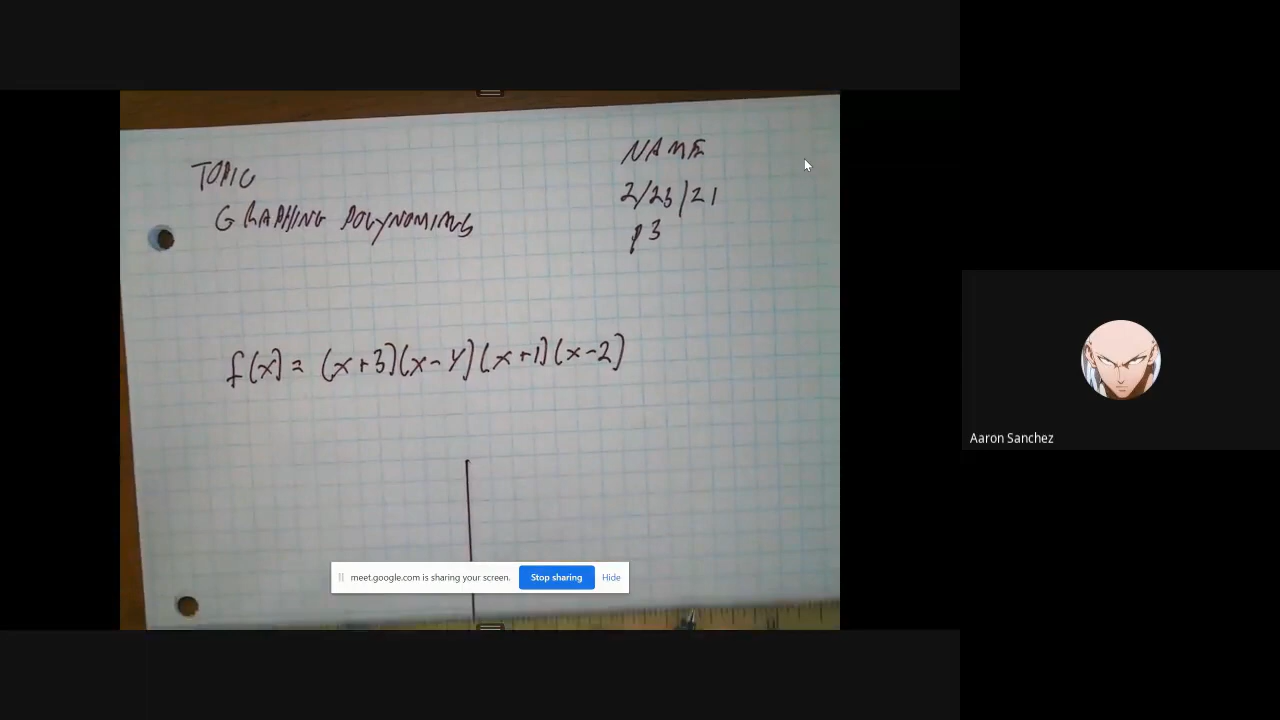 TOPIC
GRAPHING POLYNOMIALS
NAME
2/23/21
p3
f(x) = (x+3)(x-4)(x+1)(x-2)
meet.google.com is sharing your screen.
Stop sharing
Hide
Aaron Sanchez